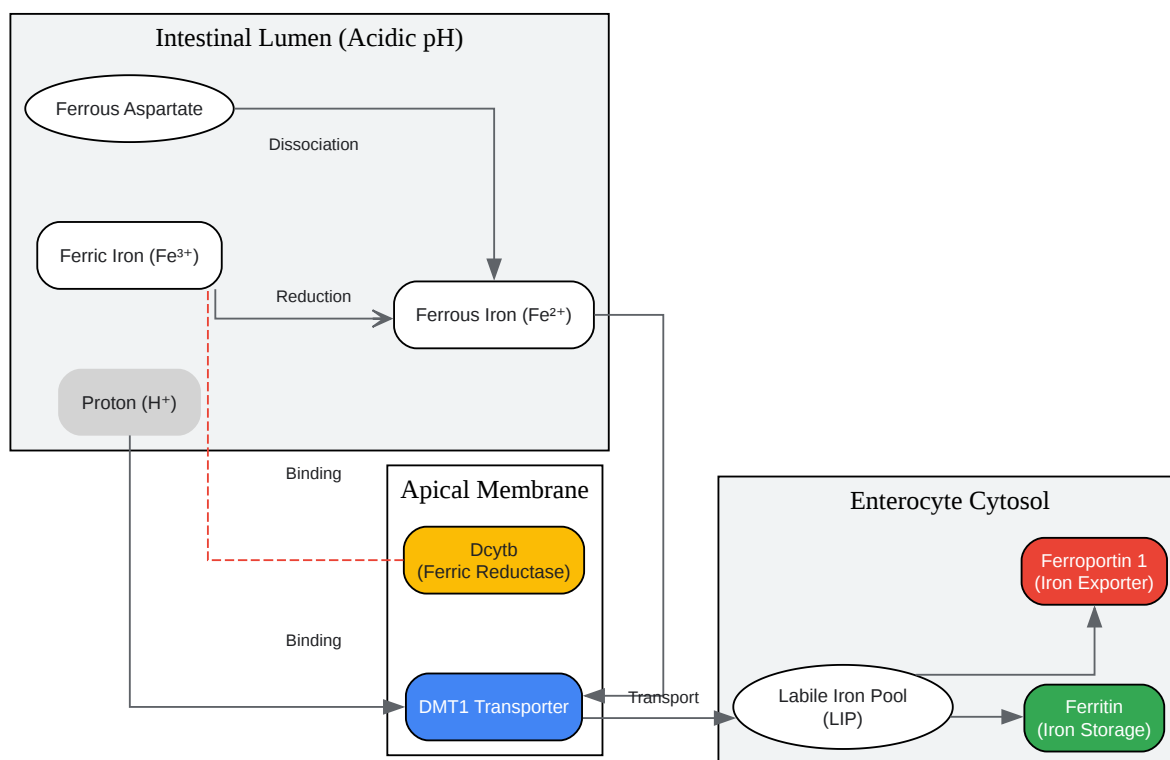 Intestinal Lumen (Acidic pH)
Ferrous Aspartate
Dissociation
Ferric Iron (Fe³⁺)
Reduction
Ferrous Iron (Fe²⁺)
Proton (H⁺)
Binding
Apical Membrane
Dcytb
(Ferric Reductase)
Binding
DMT1 Transporter
Transport
Enterocyte Cytosol
Ferroportin 1
(Iron Exporter)
Labile Iron Pool
(LIP)
Ferritin
(Iron Storage)